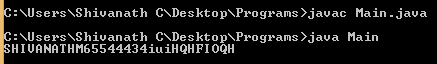 C:\Users\Shivanath C\Desktop\Programs>javac Main.java
C:\Users\Shivanath C\Desktop\Programs>java Main
SHIVANATHM65544434iuiHQHFIOQH